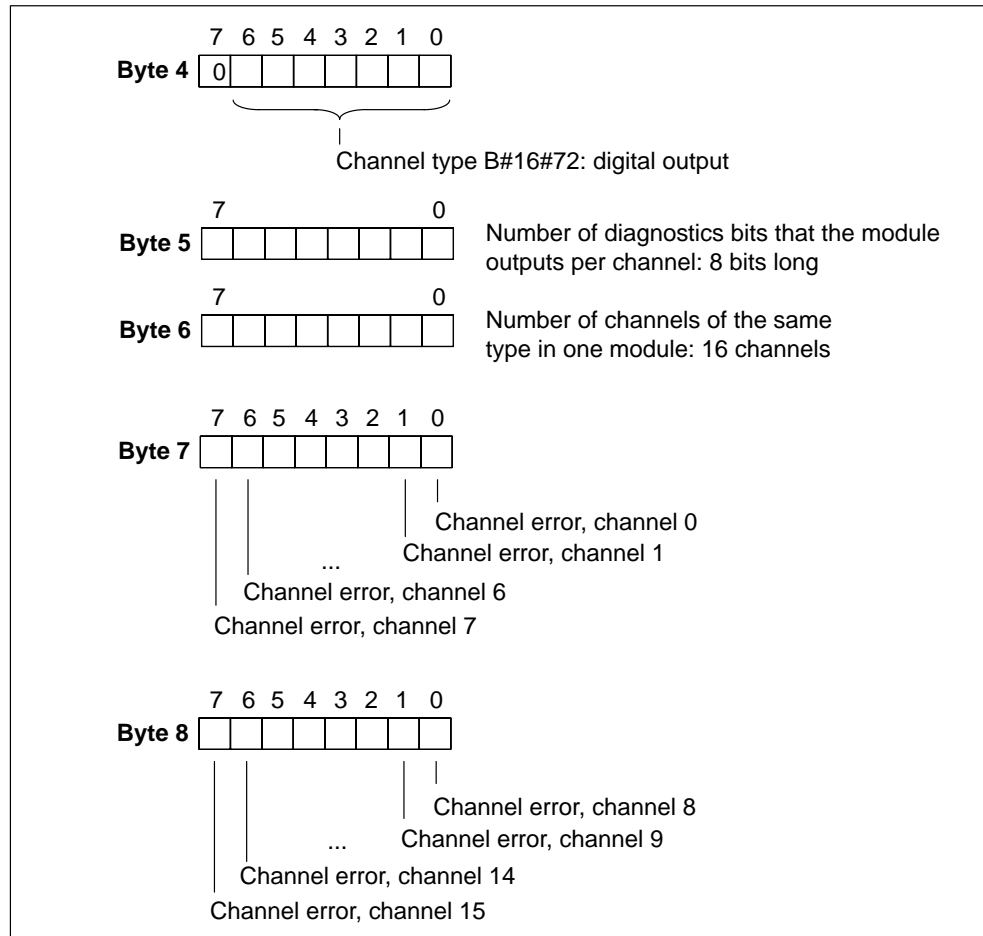 7 6 5 4 3 2 1 0
Byte 4 0
Channel type B#16#72: digital output
7 0
Byte 5
Number of diagnostics bits that the module
outputs per channel: 8 bits long
7 0
Byte 6
Number of channels of the same
type in one module: 16 channels
7 6 5 4 3 2 1 0
Byte 7
Channel error, channel 0
Channel error, channel 1
...
Channel error, channel 6
Channel error, channel 7
7 6 5 4 3 2 1 0
Byte 8
Channel error, channel 8
Channel error, channel 9
...
Channel error, channel 14
Channel error, channel 15